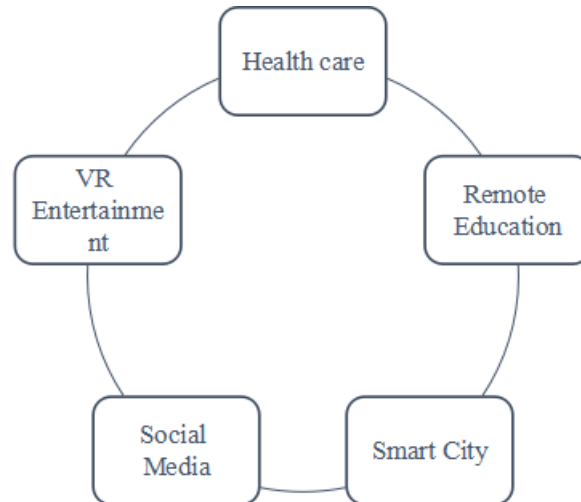 Health care
VR
Entertainme
nt
Remote
Education
Social
Media
Smart City